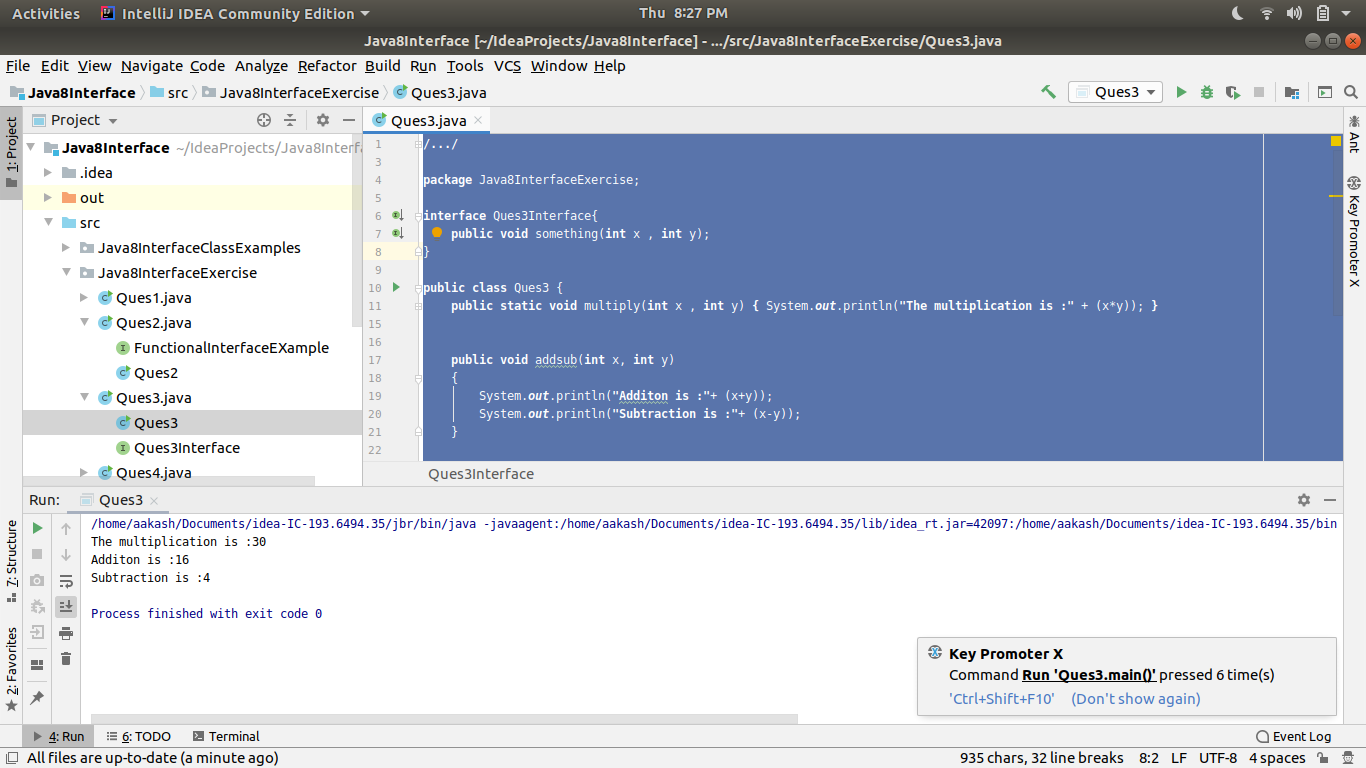 Activities IntelliJ IDEA Community Edition Thu 8:27 PM
Java8Interface [~/IdeaProjects/Java8Interface] - .../src/Java8InterfaceExercise/Ques3.java
File Edit View Navigate Code Analyze Refactor Build Run Tools VCS Window Help
Java8Interface src Java8InterfaceExercise Ques3.java Ques3
1: Project
Project
Java8Interface ~/IdeaProjects/Java8Interf
.idea
out
src
Java8InterfaceClassExamples
Java8InterfaceExercise
Ques1.java
Ques2.java
FunctionalInterfaceEXample
Ques2
Ques3.java
Ques3
Ques3Interface
Ques4.java
Ques3.java
1 /.../
3
4 package Java8InterfaceExercise;
5
6 interface Ques3Interface{
7 public void something(int x , int y);
8 }
9
10 public class Ques3 {
11 public static void multiply(int x , int y) { System.out.println("The multiplication is :" + (x*y)); }
15
16
17 public void addsub(int x, int y)
18 {
19 System.out.println("Additon is :"+ (x+y));
20 System.out.println("Subtraction is :"+ (x-y));
21 }
22
Ques3Interface
Ant
Key Promoter X
7: Structure
2: Favorites
Run: Ques3
/home/aakash/Documents/idea-IC-193.6494.35/jbr/bin/java -javaagent:/home/aakash/Documents/idea-IC-193.6494.35/lib/idea_rt.jar=42097:/home/aakash/Documents/idea-IC-193.6494.35/bin
The multiplication is :30
Additon is :16
Subtraction is :4
Process finished with exit code 0
Key Promoter X
Command Run 'Ques3.main()' pressed 6 time(s)
'Ctrl+Shift+F10' (Don't show again)
4: Run 6: TODO Terminal Event Log
All files are up-to-date (a minute ago) 935 chars, 32 line breaks 8:2 LF UTF-8 4 spaces